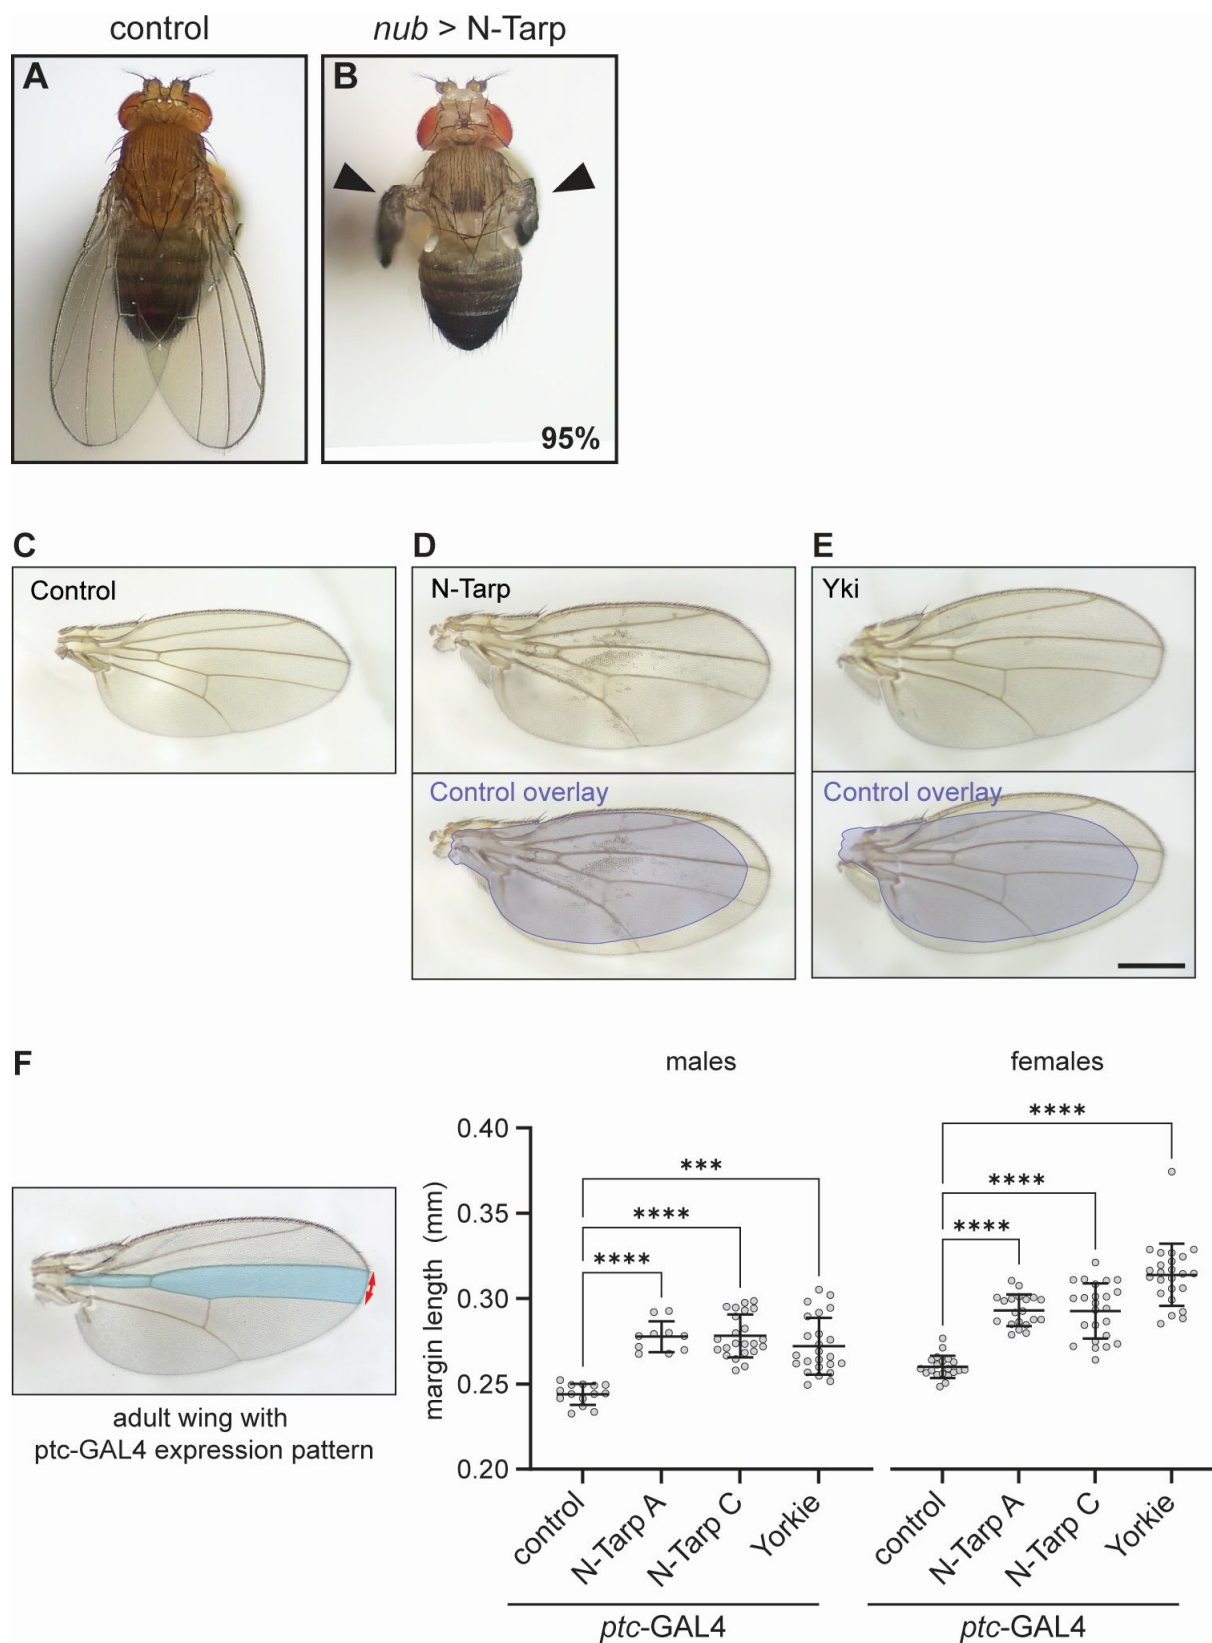 control
nub > N-Tarp
A
B
95%
C
D
E
Control
N-Tarp
Yki
Control overlay
Control overlay
F
males
females
adult wing with
ptc-GAL4 expression pattern
margin length (mm)
0.40
0.35
0.30
0.25
0.20
****
****
***
****
****
****
control
N-Tarp A
N-Tarp C
Yorkie
control
N-Tarp A
N-Tarp C
Yorkie
ptc-GAL4
ptc-GAL4